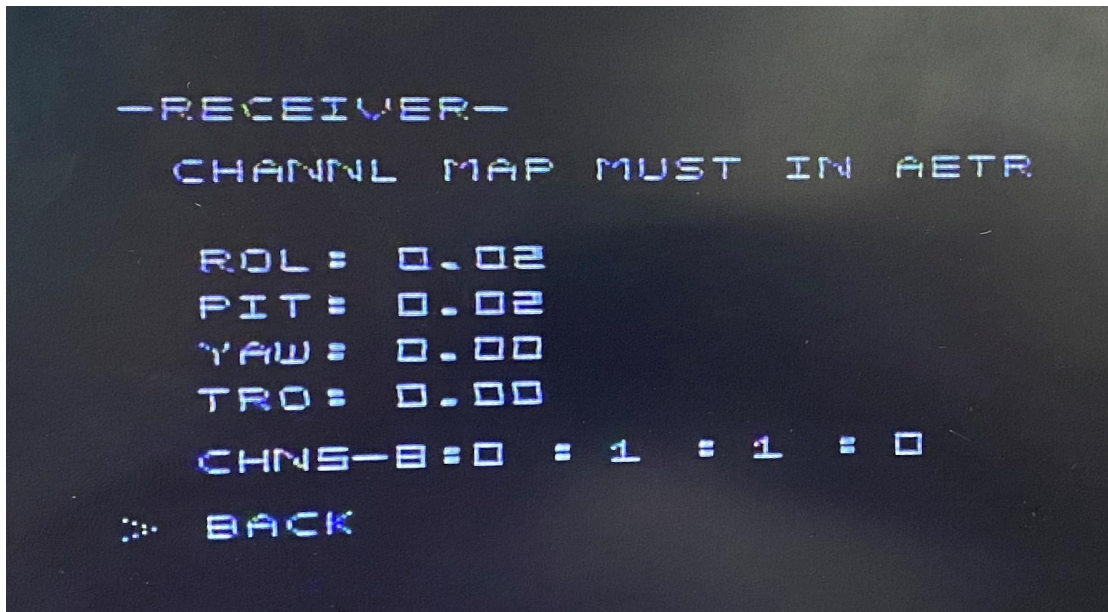 -RECEIVER-
CHANNL MAP MUST IN AETR
ROL: 0.02
PIT: 0.02
YAW: 0.00
TRO: 0.00
CHN5-8:0 : 1 : 1 : 0
> BACK